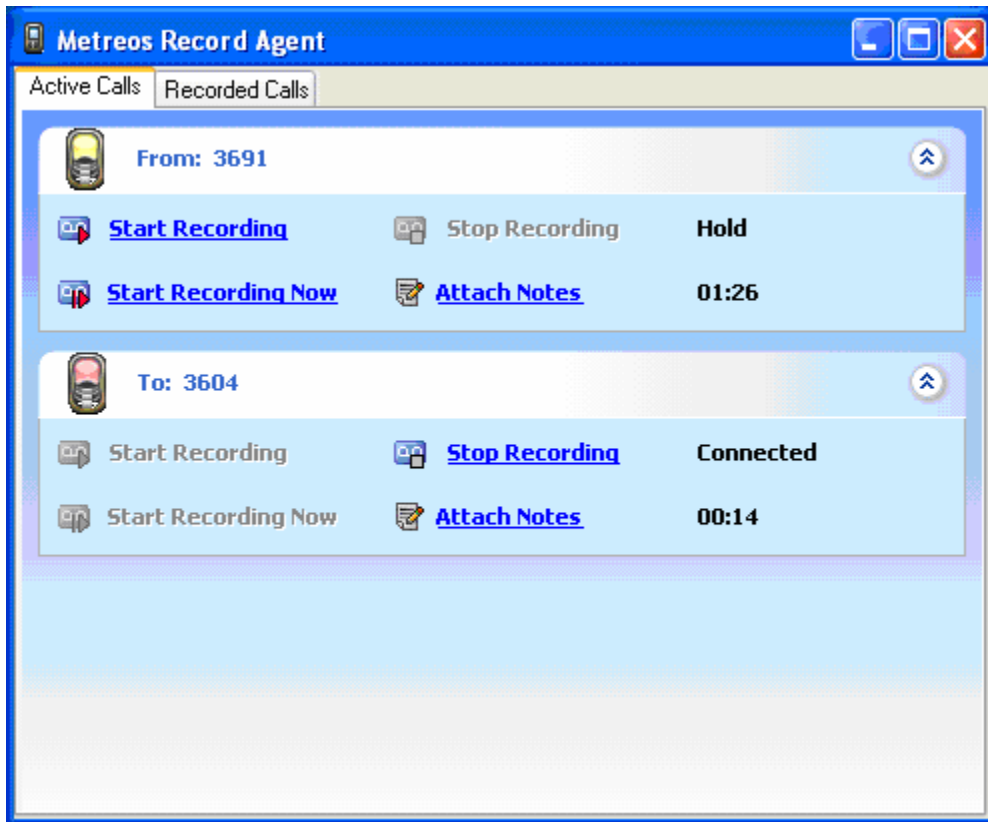 Metreos Record Agent
Active Calls Recorded Calls
From: 3691
Start Recording Stop Recording Hold
Start Recording Now Attach Notes 01:26
To: 3604
Start Recording Stop Recording Connected
Start Recording Now Attach Notes 00:14